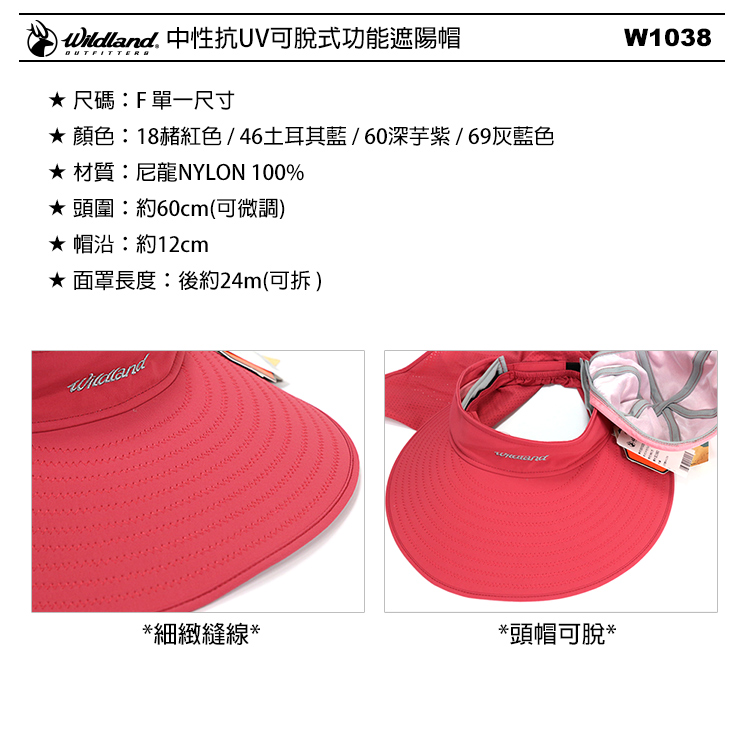 Wildland® 中性抗UV可脫式功能遮陽帽 W1038
OUTFITTERS
★ 尺碼：F 單一尺寸
★ 顏色：18赭紅色 / 46土耳其藍 / 60深芋紫 / 69灰藍色
★ 材質：尼龍NYLON 100%
★ 頭圍：約60cm(可微調)
★ 帽沿：約12cm
★ 面罩長度：後約24m(可拆 )
Wildland
Wildland
*細緻縫線*
*頭帽可脫*